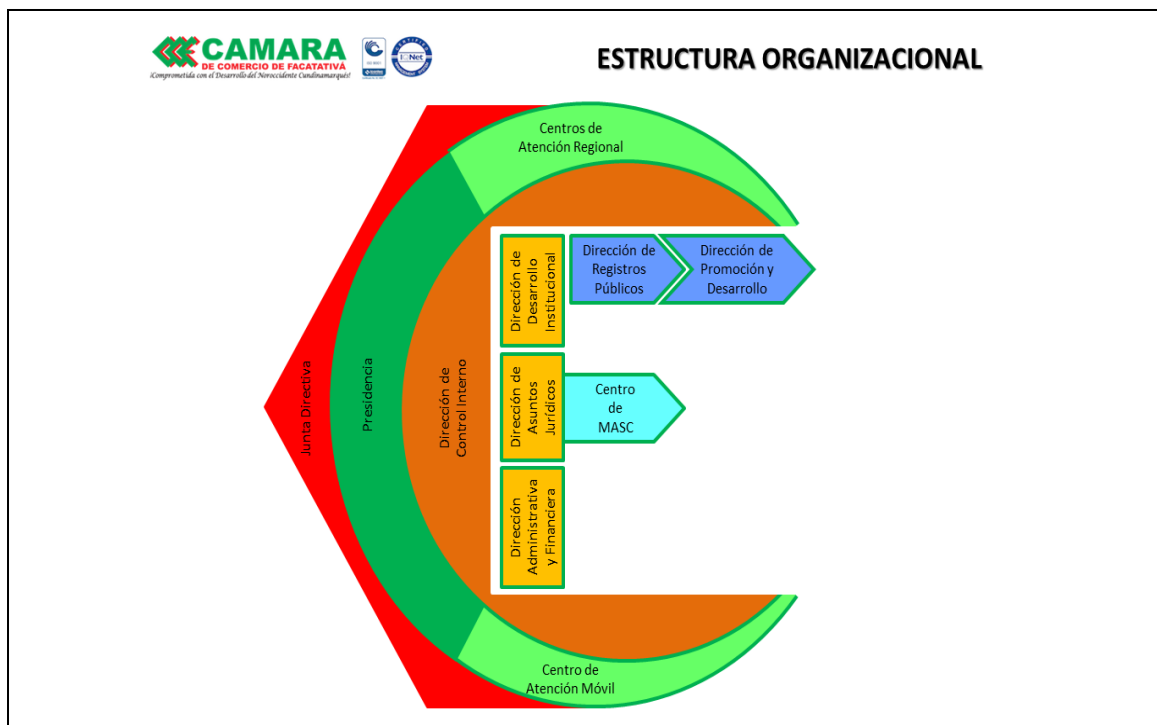 CAMARA
DE COMERCIO DE FACATATIVÁ
¡Comprometida con el Desarrollo del Noroccidente Cundinamarqués!
IQNet
ESTRUCTURA ORGANIZACIONAL
Centros de
Atención Regional
Junta Directiva
Presidencia
Dirección de
Control Interno
Dirección de
Desarrollo
Institucional
Dirección de
Registros
Públicos
Dirección de
Promoción y
Desarrollo
Dirección de
Asuntos
Jurídicos
Centro
de
MASC
Dirección
Administrativa
y Financiera
Centro de
Atención Móvil